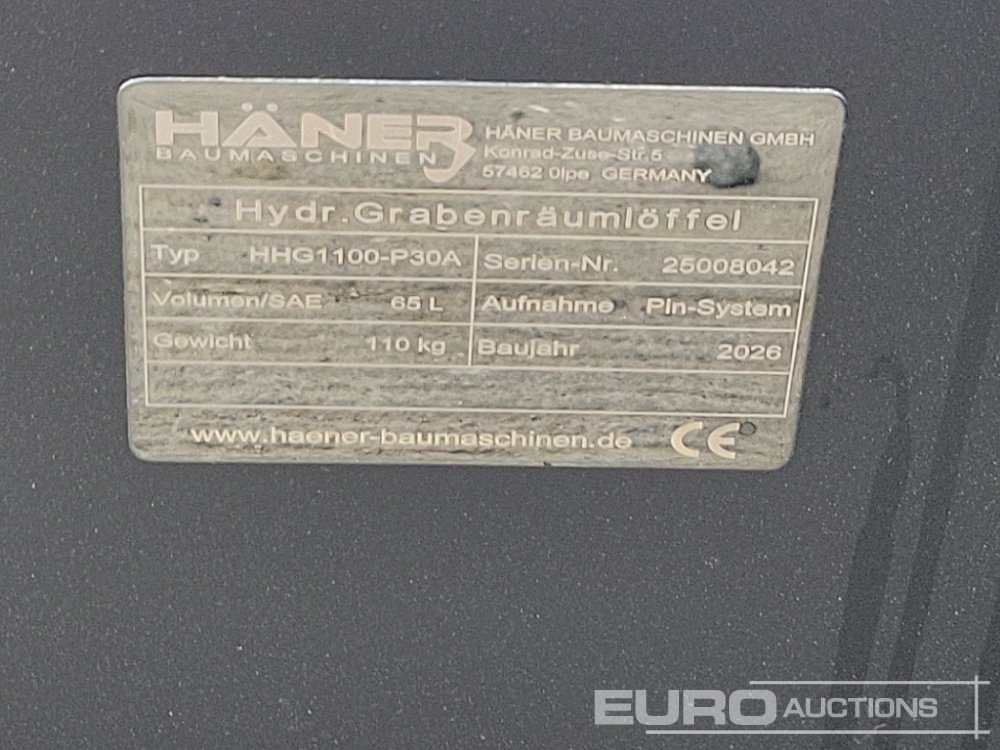 HÄNER
BAUMASCHINEN
HÄNER BAUMASCHINEN GMBH
Konrad-Zuse-Str.5
57462 Olpe GERMANY
Hydr.Grabenräumlöffel
Typ HHG1100-P30A
Serien-Nr. 25008042
Volumen/SAE 65 L
Aufnahme Pin-System
Gewicht 110 kg
Baujahr 2026
www.haener-baumaschinen.de CE
EURO AUCTIONS